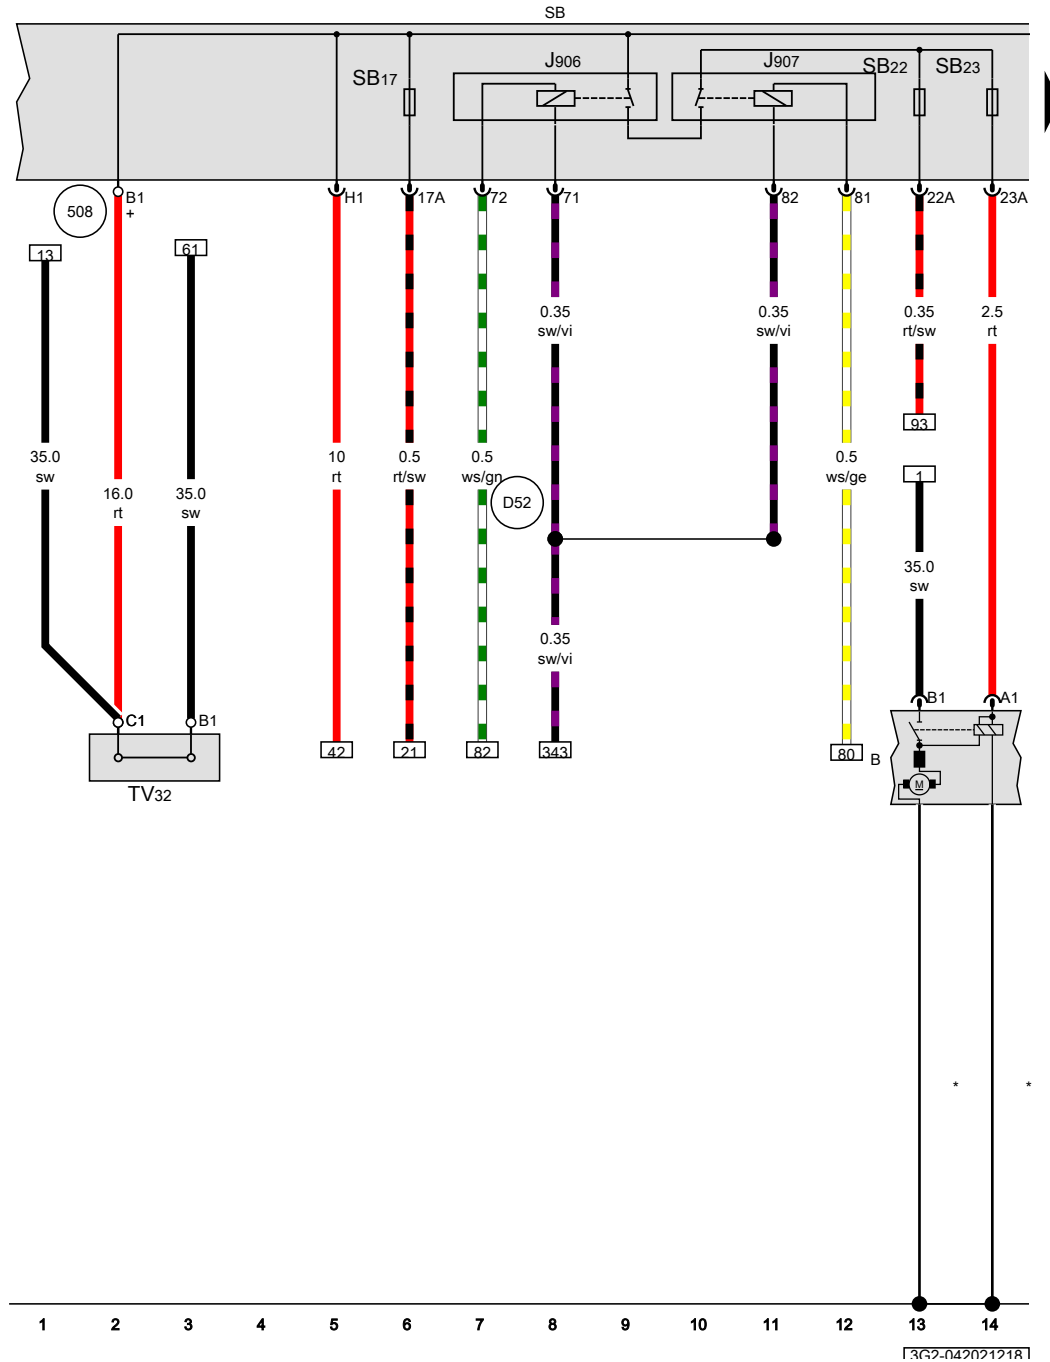 SB
J906
J907
SB17
SB22
SB23
B1
+
508
H1
17A
72
71
82
81
22A
23A
13
61
0.35
sw/vi
0.35
sw/vi
0.35
rt/sw
2.5
rt
93
35.0
sw
16.0
rt
35.0
sw
10
rt
0.5
rt/sw
0.5
ws/gn
D52
0.5
ws/ge
1
35.0
sw
0.35
sw/vi
C1
B1
B1
A1
42
21
82
343
80
B
M
TV32
*
*
1 2 3 4 5 6 7 8 9 10 11 12 13 14
3G2-042021218